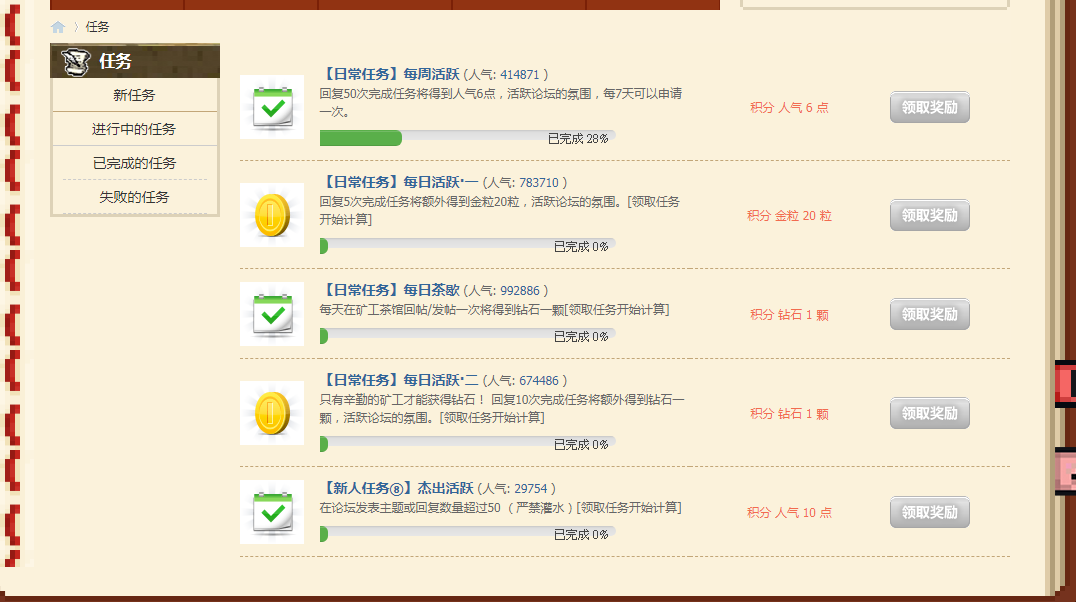 任务
任务
新任务
进行中的任务
已完成的任务
失败的任务
【日常任务】每周活跃 (人气: 414871 )
回复50次完成任务将得到人气6点，活跃论坛的氛围，每7天可以申请
一次。
已完成 28%
积分 人气 6 点
领取奖励
【日常任务】每日活跃·一 (人气: 783710 )
回复5次完成任务将额外得到金粒20粒，活跃论坛的氛围。[领取任务
开始计算]
已完成 0%
积分 金粒 20 粒
领取奖励
【日常任务】每日茶歇 (人气: 992886 )
每天在矿工茶馆回帖/发帖一次将得到钻石一颗[领取任务开始计算]
已完成 0%
积分 钻石 1 颗
领取奖励
【日常任务】每日活跃·二 (人气: 674486 )
只有辛勤的矿工才能获得钻石！ 回复10次完成任务将额外得到钻石一
颗，活跃论坛的氛围。[领取任务开始计算]
已完成 0%
积分 钻石 1 颗
领取奖励
【新人任务⑧】杰出活跃 (人气: 29754 )
在论坛发表主题或回复数量超过50 （严禁灌水）[领取任务开始计算]
已完成 0%
积分 人气 10 点
领取奖励